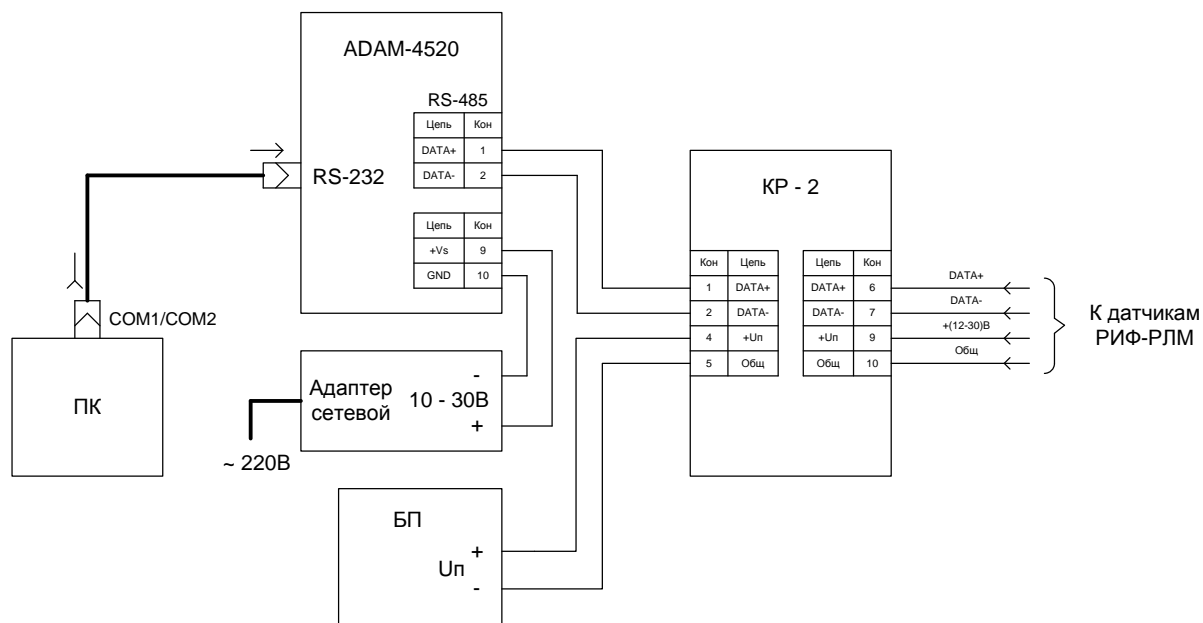 ADAM-4520
RS-485
Цепь Кон
DATA+ 1
DATA- 2
RS-232
Цепь Кон
+Vs 9
GND 10
COM1/COM2
ПК
Адаптер
сетевой
10 - 30В
-
+
~ 220В
БП
Uп
+
-
КР - 2
Кон Цепь
1 DATA+
2 DATA-
4 +Uп
5 Общ
Цепь Кон
DATA+ 6
DATA- 7
+Uп 9
Общ 10
DATA+
DATA-
+(12-30)В
Общ
К датчикам
РИФ-РЛМ